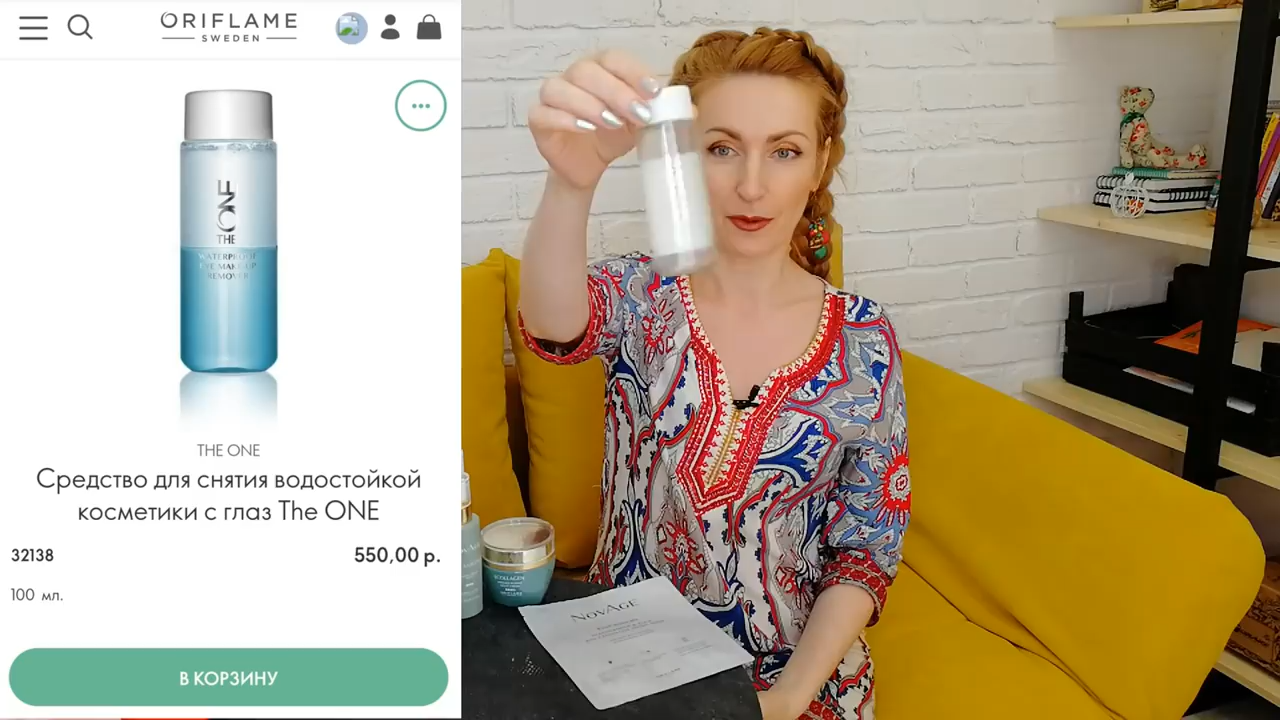 ORIFLAME
SWEDEN
THE ONE
WATERPROOF
EYE MAKE-UP
REMOVER
THE ONE
Средство для снятия водостойкой
косметики с глаз The ONE
32138
550,00 р.
100 мл.
В КОРЗИНУ
ECOLLAGEN
NOVAGE